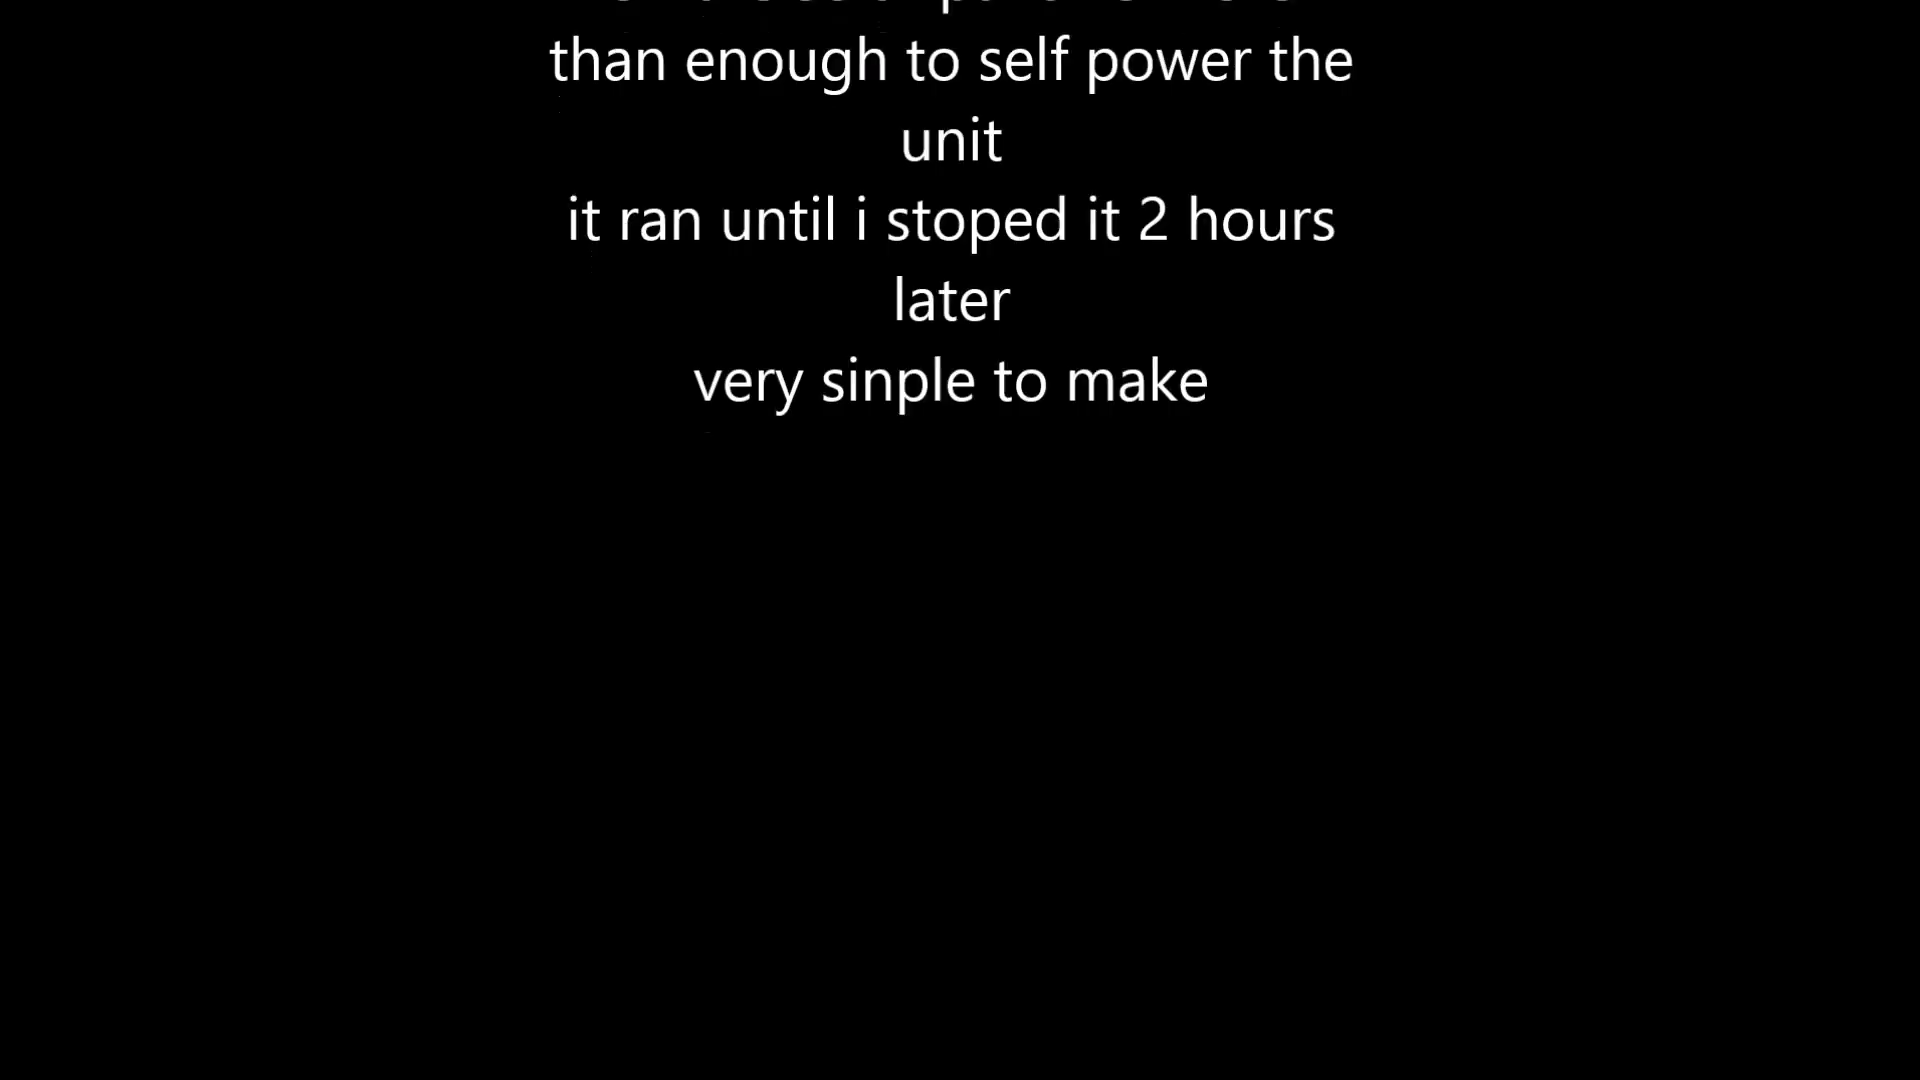 than enough to self power the
unit
it ran until i stoped it 2 hours
later
very sinple to make